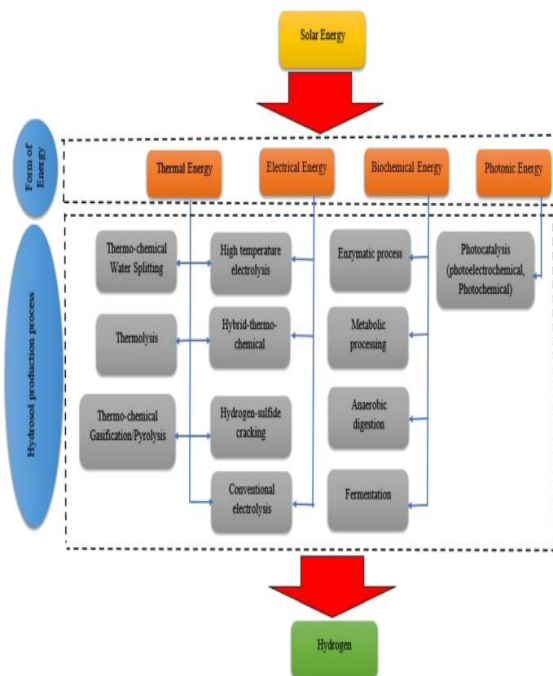 Solar Energy
Form of
Energy
Thermal Energy
Electrical Energy
Biochemical Energy
Photonic Energy
Hydrosol production process
Thermo-chemical
Water Splitting
High temperature
electrolysis
Enzymatic process
Photocatalysis
(photoelectrochemical,
Photochemical)
Thermolysis
Hybrid-thermo-
chemical
Metabolic
processing
Thermo-chemical
Gasification/Pyrolysis
Hydrogen-sulfide
cracking
Anaerobic
digestion
Conventional
electrolysis
Fermentation
Hydrogen